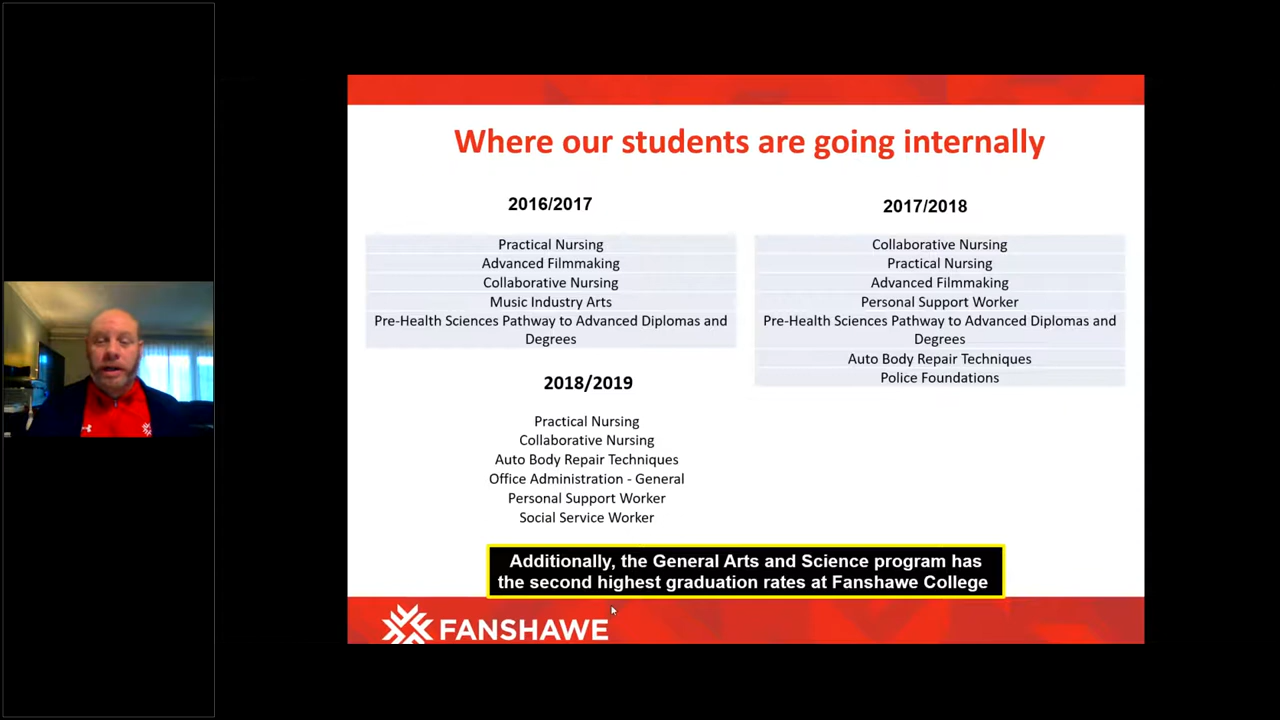 Where our students are going internally
2016/2017
Practical Nursing
Advanced Filmmaking
Collaborative Nursing
Music Industry Arts
Pre-Health Sciences Pathway to Advanced Diplomas and
Degrees
2017/2018
Collaborative Nursing
Practical Nursing
Advanced Filmmaking
Personal Support Worker
Pre-Health Sciences Pathway to Advanced Diplomas and
Degrees
Auto Body Repair Techniques
Police Foundations
2018/2019
Practical Nursing
Collaborative Nursing
Auto Body Repair Techniques
Office Administration - General
Personal Support Worker
Social Service Worker
Additionally, the General Arts and Science program has
the second highest graduation rates at Fanshawe College
FANSHAWE